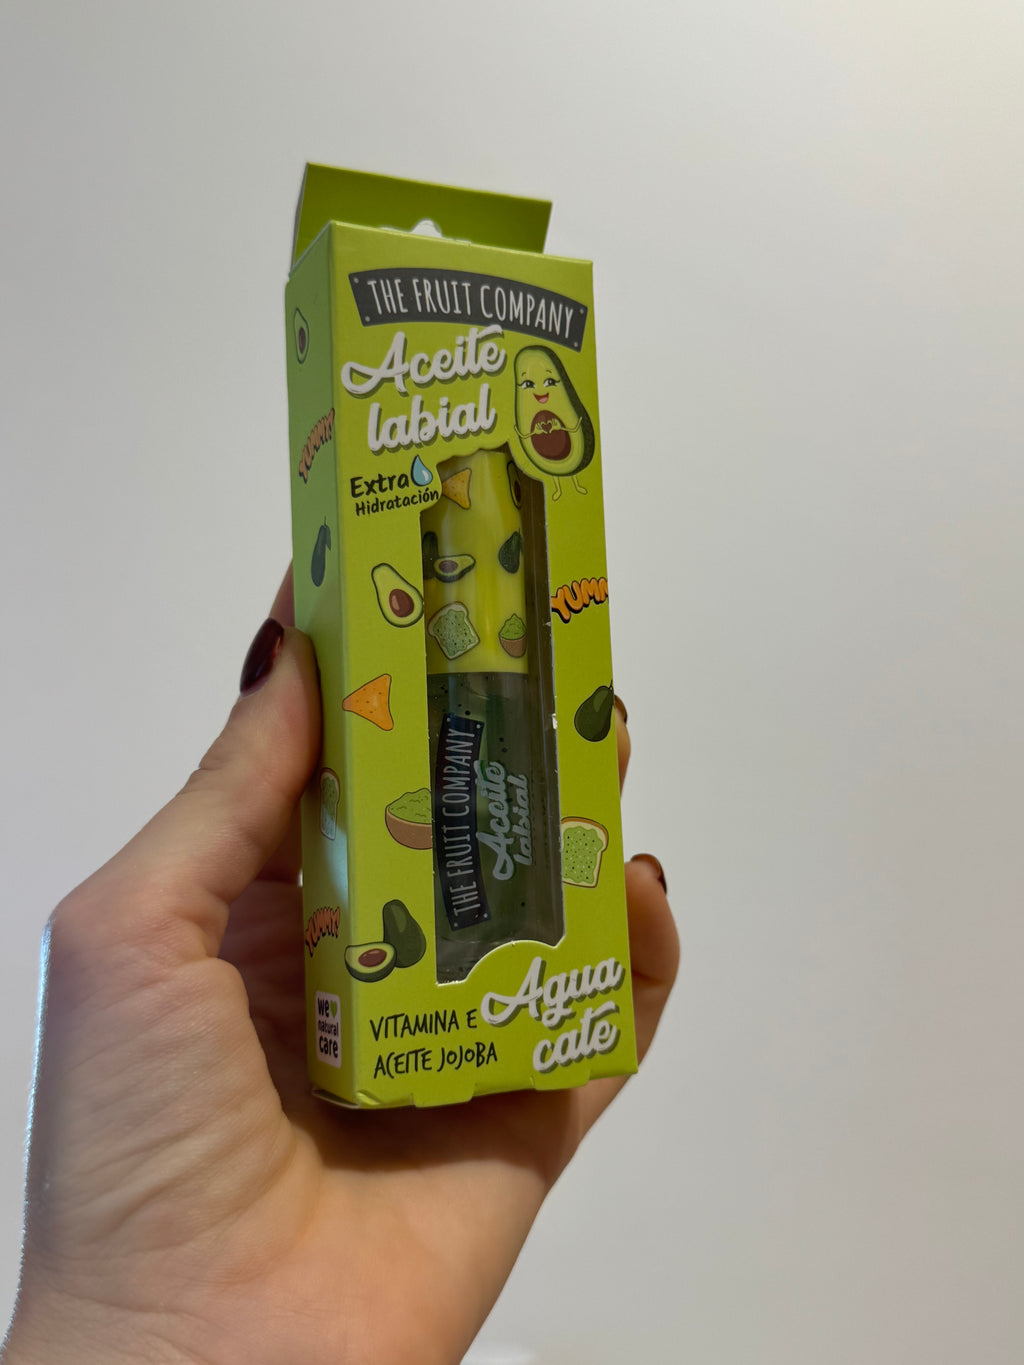 THE FRUIT COMPANY
Aceite
labial
Extra
Hidratación
YUMMY!
YUMM
THE FRUIT COMPANY
Aceite
labial
YUMMY!
we
natural
care
VITAMINA E
ACEITE JOJOBA
Agua
cate